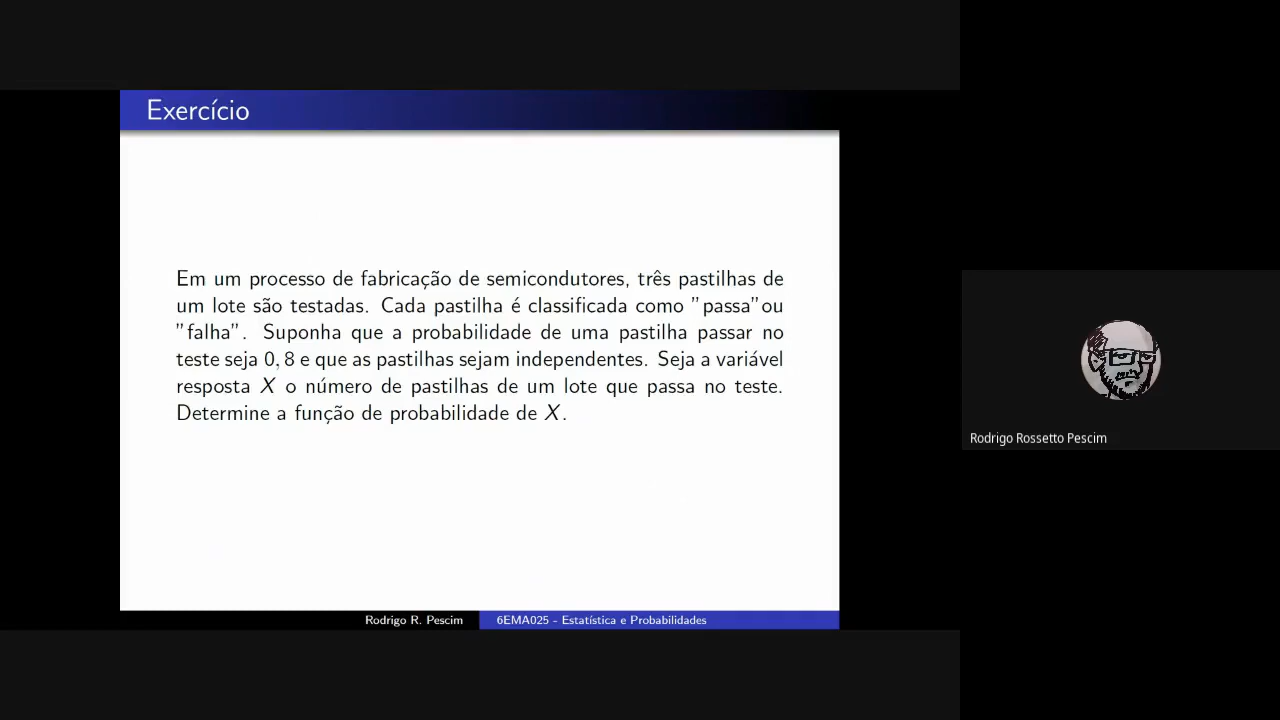 Exercício
Em um processo de fabricação de semicondutores, três pastilhas de
um lote são testadas. Cada pastilha é classificada como ”passa”ou
”falha”. Suponha que a probabilidade de uma pastilha passar no
teste seja 0, 8 e que as pastilhas sejam independentes. Seja a variável
resposta X o número de pastilhas de um lote que passa no teste.
Determine a função de probabilidade de X.
Rodrigo Rossetto Pescim
Rodrigo R. Pescim
6EMA025 - Estatística e Probabilidades